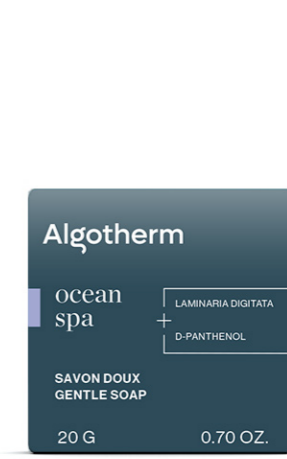 Algotherm
ocean
spa
+
LAMINARIA DIGITATA
D-PANTHENOL
SAVON DOUX
GENTLE SOAP
20 G 0.70 OZ.